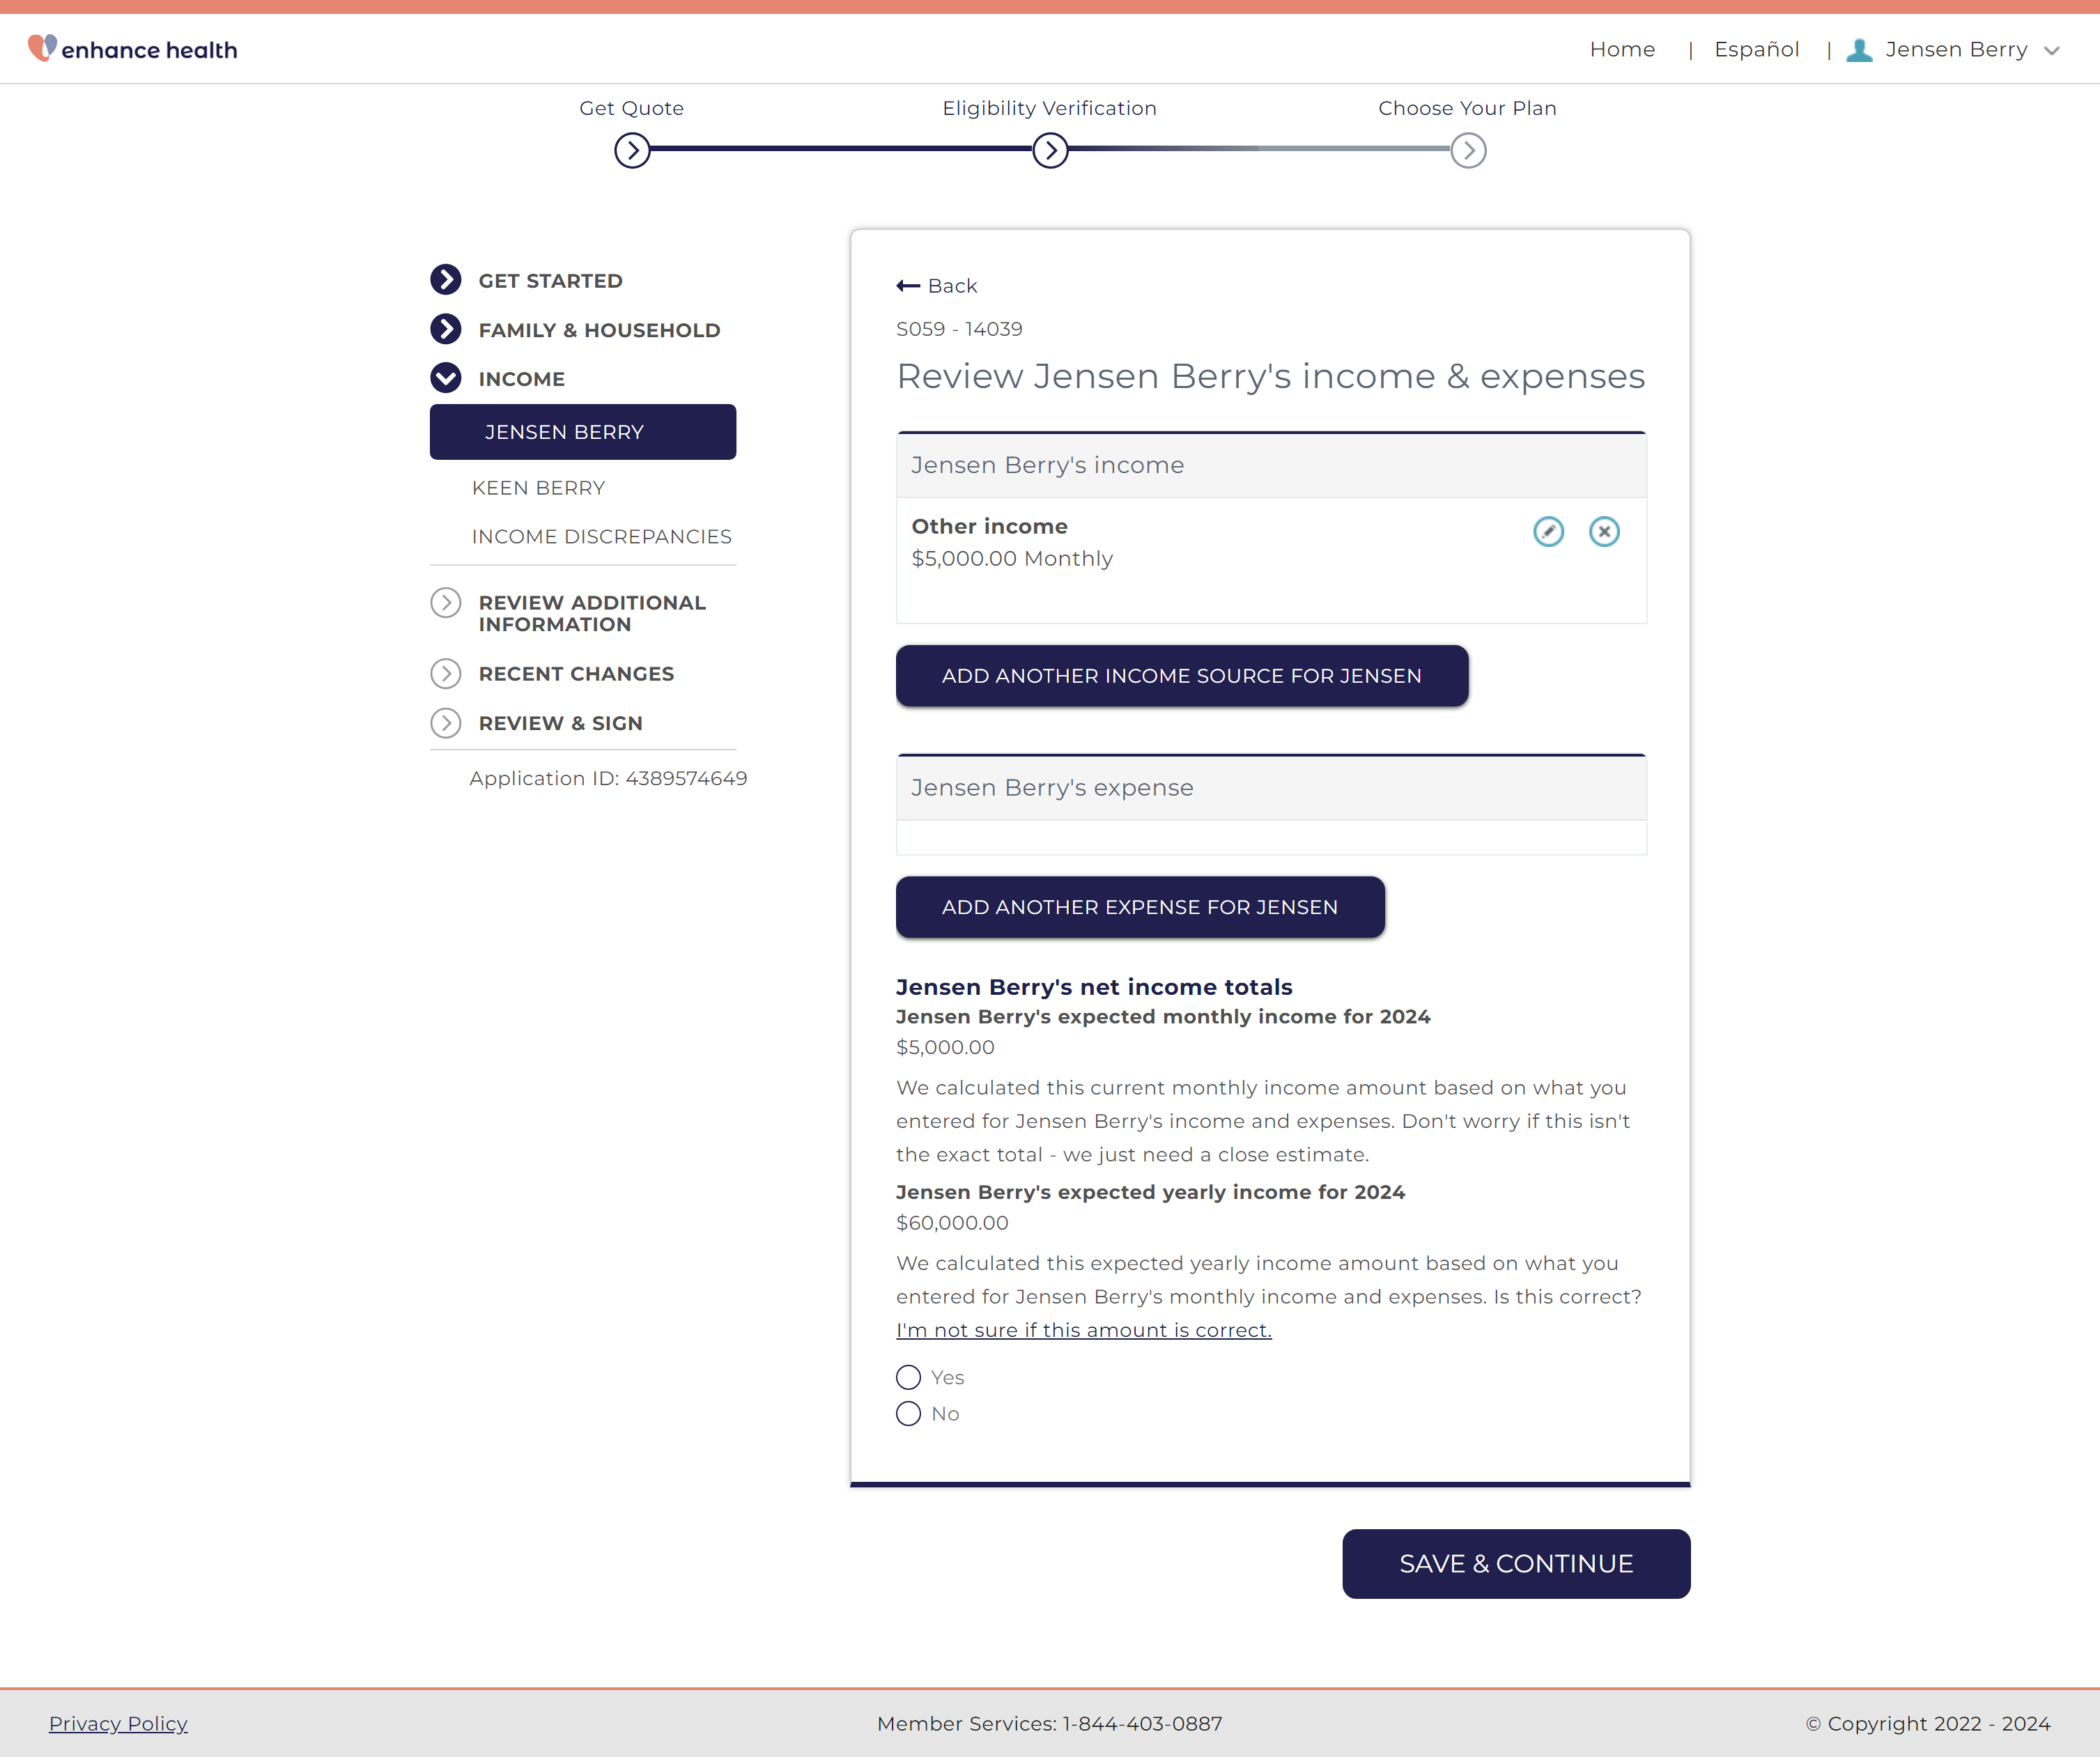 enhance health
Home | Español | Jensen Berry
Get Quote
Eligibility Verification
Choose Your Plan
GET STARTED
FAMILY & HOUSEHOLD
INCOME
JENSEN BERRY
KEEN BERRY
INCOME DISCREPANCIES
REVIEW ADDITIONAL
INFORMATION
RECENT CHANGES
REVIEW & SIGN
Application ID: 4389574649
Back
S059 - 14039
Review Jensen Berry's income & expenses
Jensen Berry's income
Other income
$5,000.00 Monthly
ADD ANOTHER INCOME SOURCE FOR JENSEN
Jensen Berry's expense
ADD ANOTHER EXPENSE FOR JENSEN
Jensen Berry's net income totals
Jensen Berry's expected monthly income for 2024
$5,000.00
We calculated this current monthly income amount based on what you
entered for Jensen Berry's income and expenses. Don't worry if this isn't
the exact total - we just need a close estimate.
Jensen Berry's expected yearly income for 2024
$60,000.00
We calculated this expected yearly income amount based on what you
entered for Jensen Berry's monthly income and expenses. Is this correct?
I'm not sure if this amount is correct.
Yes
No
SAVE & CONTINUE
Privacy Policy
Member Services: 1-844-403-0887
© Copyright 2022 - 2024